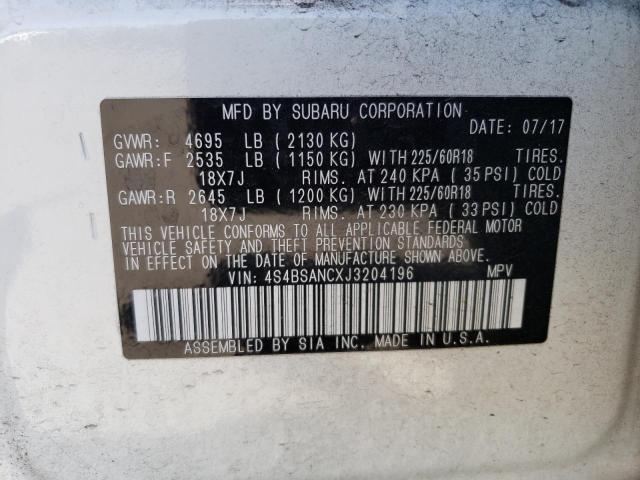 MFD BY SUBARU CORPORATION
DATE: 07/17
GVWR: 4695 LB (2130 KG)
GAWR:F 2535 LB (1150 KG) WITH 225/60R18 TIRES.
18X7J RIMS. AT 240 KPA (35 PSI) COLD
GAWR:R 2645 LB (1200 KG) WITH 225/60R18 TIRES.
18X7J RIMS. AT 230 KPA (33 PSI) COLD
THIS VEHICLE CONFORMS TO ALL APPLICABLE FEDERAL MOTOR
VEHICLE SAFETY AND THEFT PREVENTION STANDARDS
IN EFFECT ON THE DATE OF MANUFACTURE SHOWN ABOVE.
VIN: 4S4BSANCXJ3204196 MPV
ASSEMBLED BY SIA INC. MADE IN U.S.A.